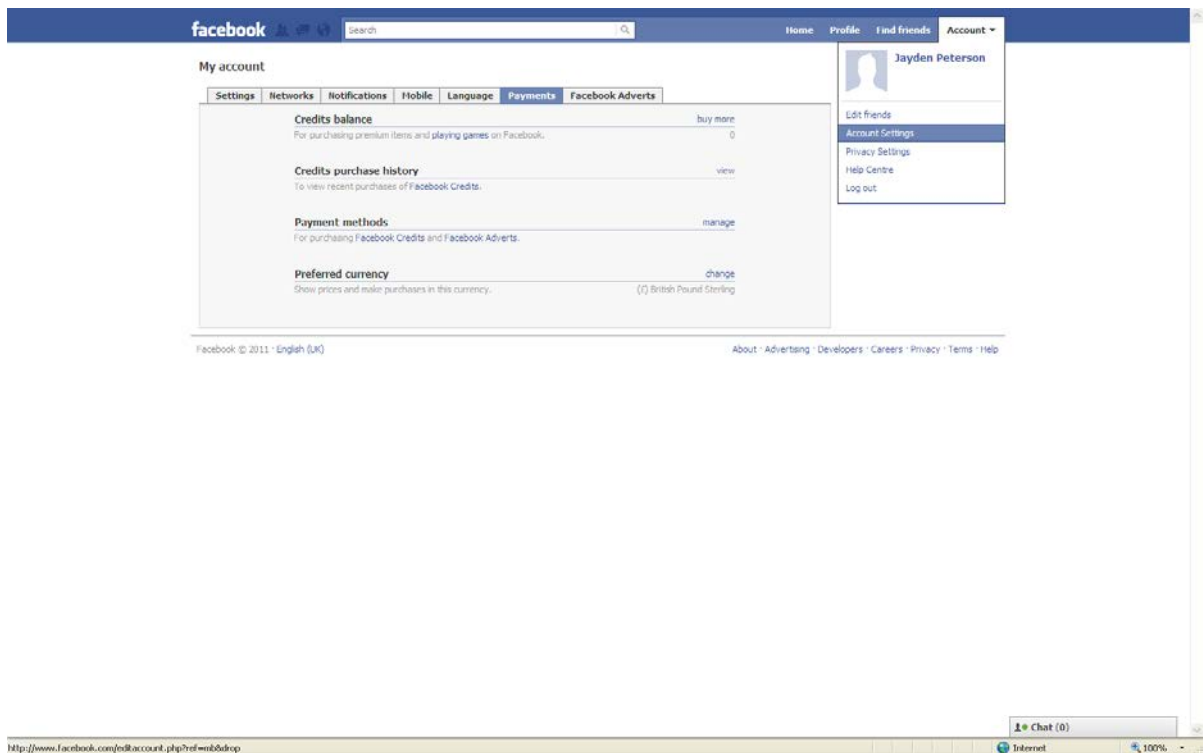 facebook
Search
Home Profile Find friends Account
My account
Jayden Peterson
Settings Networks Notifications Mobile Language Payments Facebook Adverts
Edit friends
Account Settings
Privacy Settings
Help Centre
Log out
Credits balance buy more
For purchasing premium items and playing games on Facebook. 0
Credits purchase history view
To view recent purchases of Facebook Credits.
Payment methods manage
For purchasing Facebook Credits and Facebook Adverts.
Preferred currency change
Show prices and make purchases in this currency. (£) British Pound Sterling
Facebook © 2011 · English (UK) About · Advertising · Developers · Careers · Privacy · Terms · Help
Chat (0)
http://www.facebook.com/editaccount.php?ref=mb&drop Internet 100%